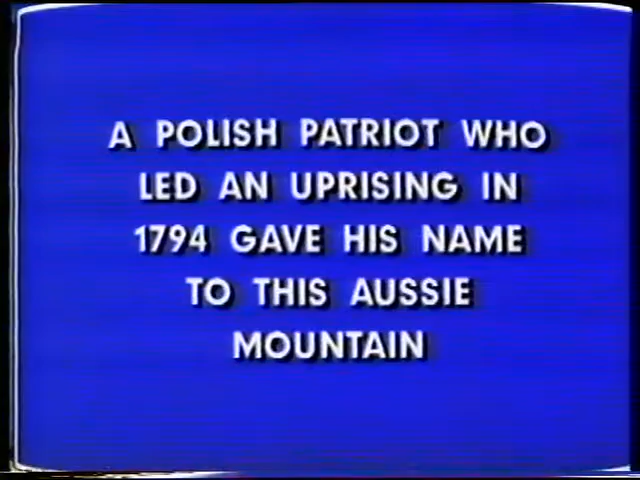 A POLISH PATRIOT WHO
LED AN UPRISING IN
1794 GAVE HIS NAME
TO THIS AUSSIE
MOUNTAIN